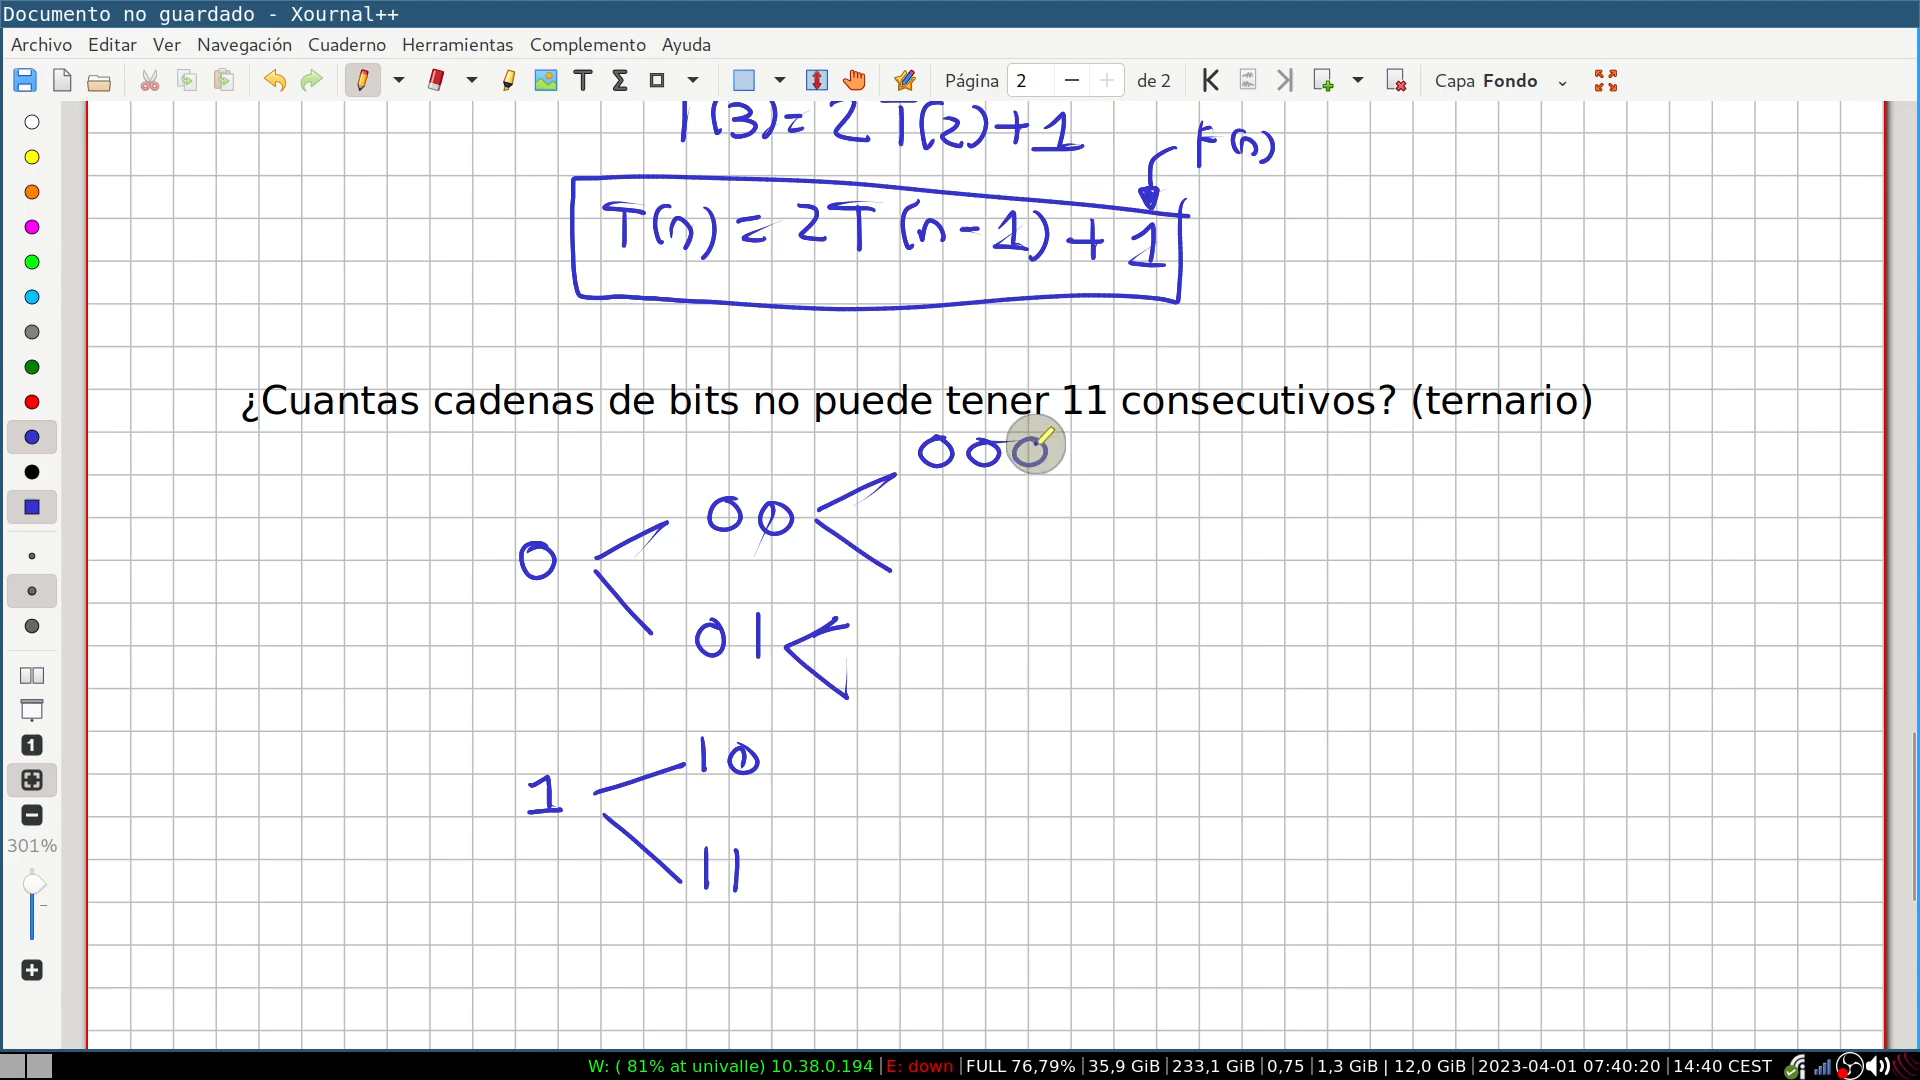 Documento no guardado - Xournal++
Archivo Editar Ver Navegación Cuaderno Herramientas Complemento Ayuda
Página 2 de 2 Capa Fondo
T(3)= 2T(2)+1
F(n)
T(n) = 2T(n-1)+1
¿Cuantas cadenas de bits no puede tener 11 consecutivos? (ternario)
000
00
0
01
10
1
11
301%
W: ( 81% at univalle) 10.38.0.194 |E: down |FULL 76,79% |35,9 GiB |233,1 GiB |0,75 |1,3 GiB | 12,0 GiB |2023-04-01 07:40:20 |14:40 CEST